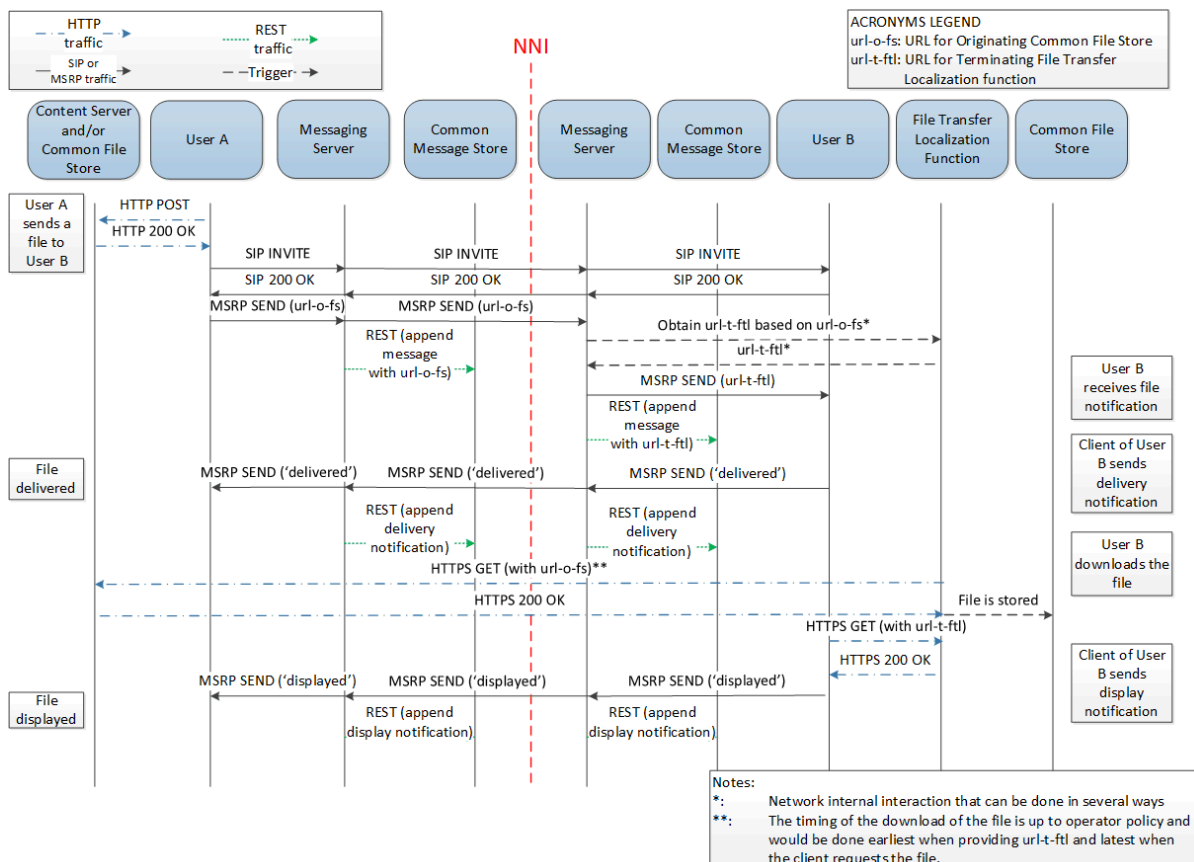 HTTP
traffic
REST
traffic
SIP or
MSRP traffic
Trigger
NNI
ACRONYMS LEGEND
url-o-fs: URL for Originating Common File Store
url-t-ftl: URL for Terminating File Transfer
Localization function
Content Server
and/or
Common File
Store
User A
Messaging
Server
Common
Message Store
Messaging
Server
Common
Message Store
User B
File Transfer
Localization
Function
Common File
Store
User A
sends a
file to
User B
HTTP POST
HTTP 200 OK
SIP INVITE
SIP INVITE
SIP INVITE
SIP 200 OK
SIP 200 OK
SIP 200 OK
MSRP SEND (url-o-fs)
MSRP SEND (url-o-fs)
Obtain url-t-ftl based on url-o-fs*
REST (append
message
with url-o-fs)
url-t-ftl*
MSRP SEND (url-t-ftl)
User B
receives file
notification
REST (append
message
with url-t-ftl)
File
delivered
MSRP SEND (‘delivered’)
MSRP SEND (‘delivered’)
MSRP SEND (‘delivered’)
Client of User
B sends
delivery
notification
REST (append
delivery
notification)
REST (append
delivery
notification)
User B
downloads the
file
HTTPS GET (with url-o-fs)**
HTTPS 200 OK
File is stored
HTTPS GET (with url-t-ftl)
HTTPS 200 OK
Client of User
B sends
display
notification
File
displayed
MSRP SEND (‘displayed’)
MSRP SEND (‘displayed’)
MSRP SEND (‘displayed’)
REST (append
display notification)
REST (append
display notification)
Notes:
*: Network internal interaction that can be done in several ways
**: The timing of the download of the file is up to operator policy and
would be done earliest when providing url-t-ftl and latest when
the client requests the file.